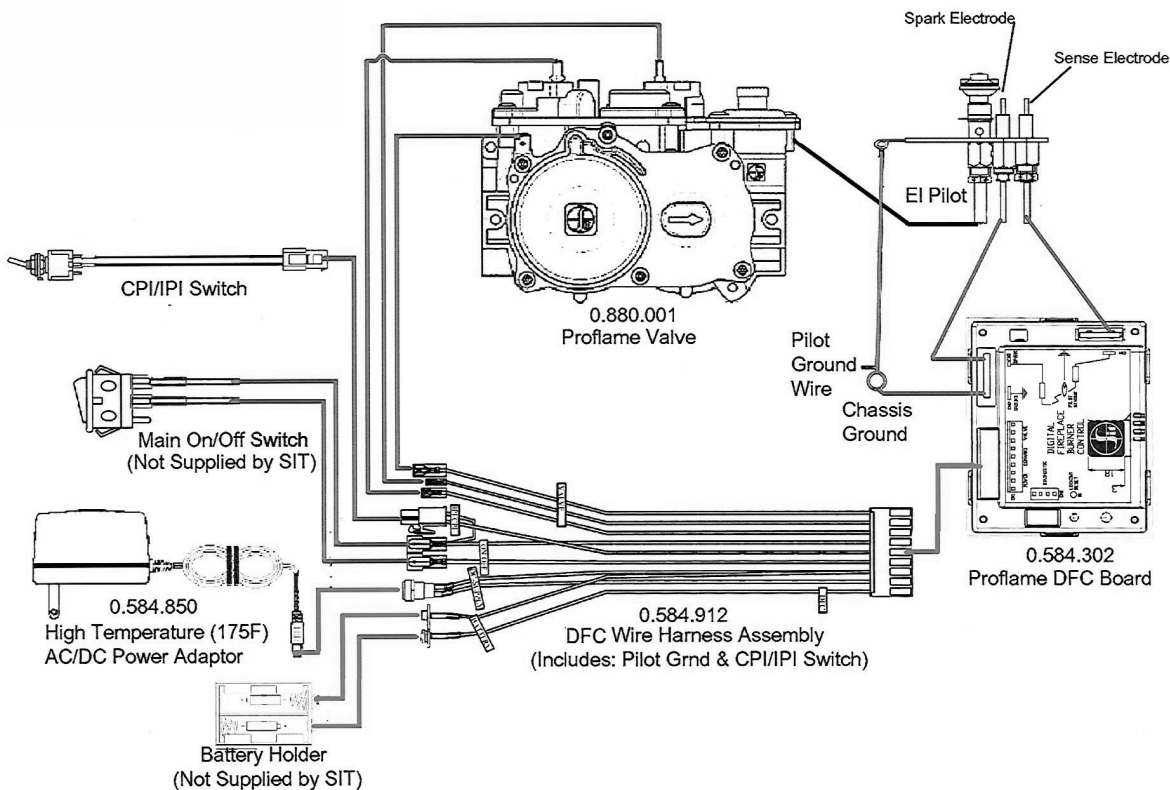 Spark Electrode
Sense Electrode
EI Pilot
CPI/IPI Switch
0.880.001
Proflame Valve
Pilot
Ground
Wire
Chassis
Ground
Main On/Off Switch
(Not Supplied by SIT)
DIGITAL
FIREPLACE
BURNER
CONTROL
0.584.302
Proflame DFC Board
0.584.850
High Temperature (175F)
AC/DC Power Adaptor
0.584.912
DFC Wire Harness Assembly
(Includes: Pilot Grnd & CPI/IPI Switch)
Battery Holder
(Not Supplied by SIT)